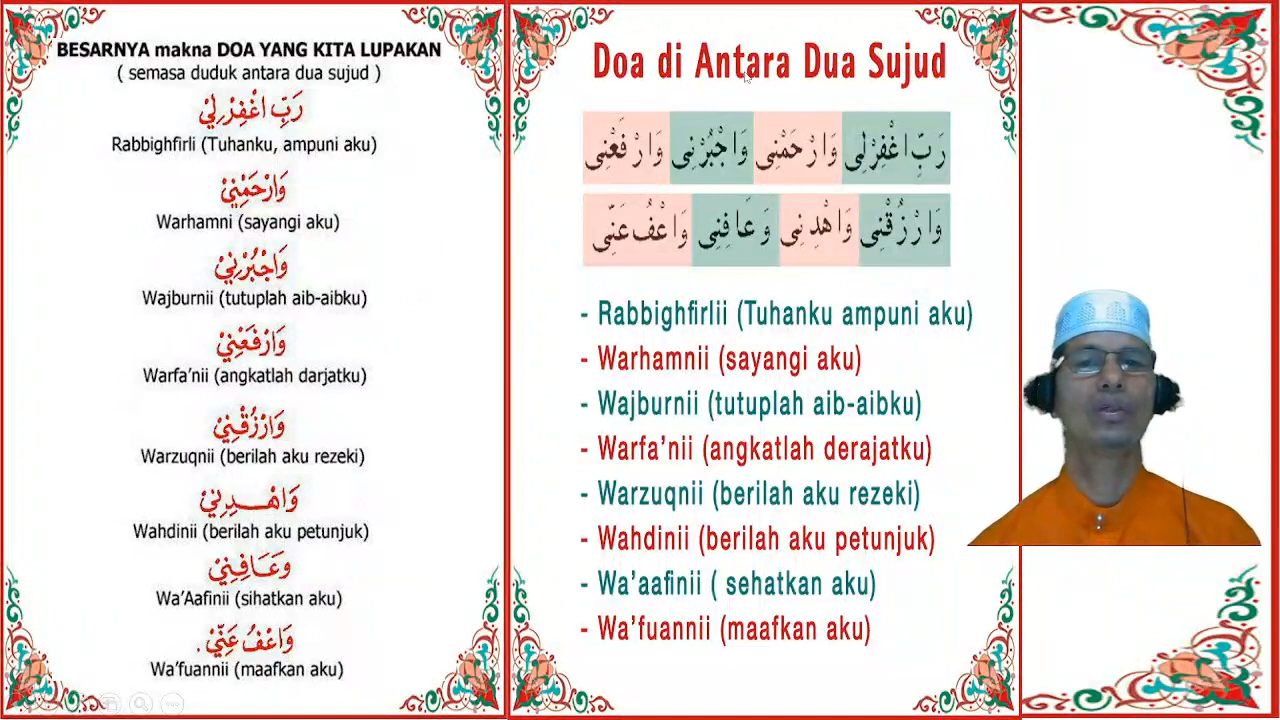 BESARNYA makna DOA YANG KITA LUPAKAN
( semasa duduk antara dua sujud )
رَبِّ اغْفِرْلِيْ
Rabbighfirli (Tuhanku, ampuni aku)
وَارْحَمْنِيْ
Warhamni (sayangi aku)
وَاجْبُرْنِيْ
Wajburnii (tutuplah aib-aibku)
وَارْفَعْنِيْ
Warfa’nii (angkatlah darjatku)
وَارْزُقْنِيْ
Warzuqnii (berilah aku rezeki)
وَاهْدِنِيْ
Wahdinii (berilah aku petunjuk)
وَعَافِنِيْ
Wa’Aafinii (sihatkan aku)
وَاعْفُ عَنِّيْ.
Wa’fuannii (maafkan aku)
Doa di Antara Dua Sujud
رَبِّ اغْفِرْلِى وَارْحَمْنِى وَاجْبُرْنِى وَارْفَعْنِى
وَارْزُقْنِى وَاهْدِنِى وَعَافِنِى وَاعْفُ عَنِّى
- Rabbighfirlii (Tuhanku ampuni aku)
- Warhamnii (sayangi aku)
- Wajburnii (tutuplah aib-aibku)
- Warfa’nii (angkatlah derajatku)
- Warzuqnii (berilah aku rezeki)
- Wahdinii (berilah aku petunjuk)
- Wa’aafinii ( sehatkan aku)
- Wa’fuannii (maafkan aku)